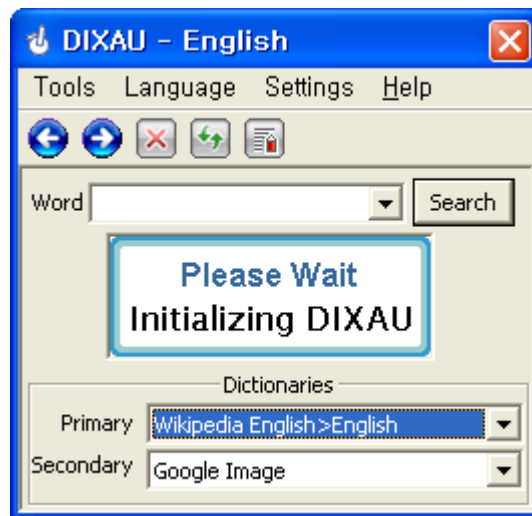 DIXAU - English
Tools Language Settings Help
Word Search
Please Wait
Initializing DIXAU
Dictionaries
Primary Wikipedia English>English
Secondary Google Image